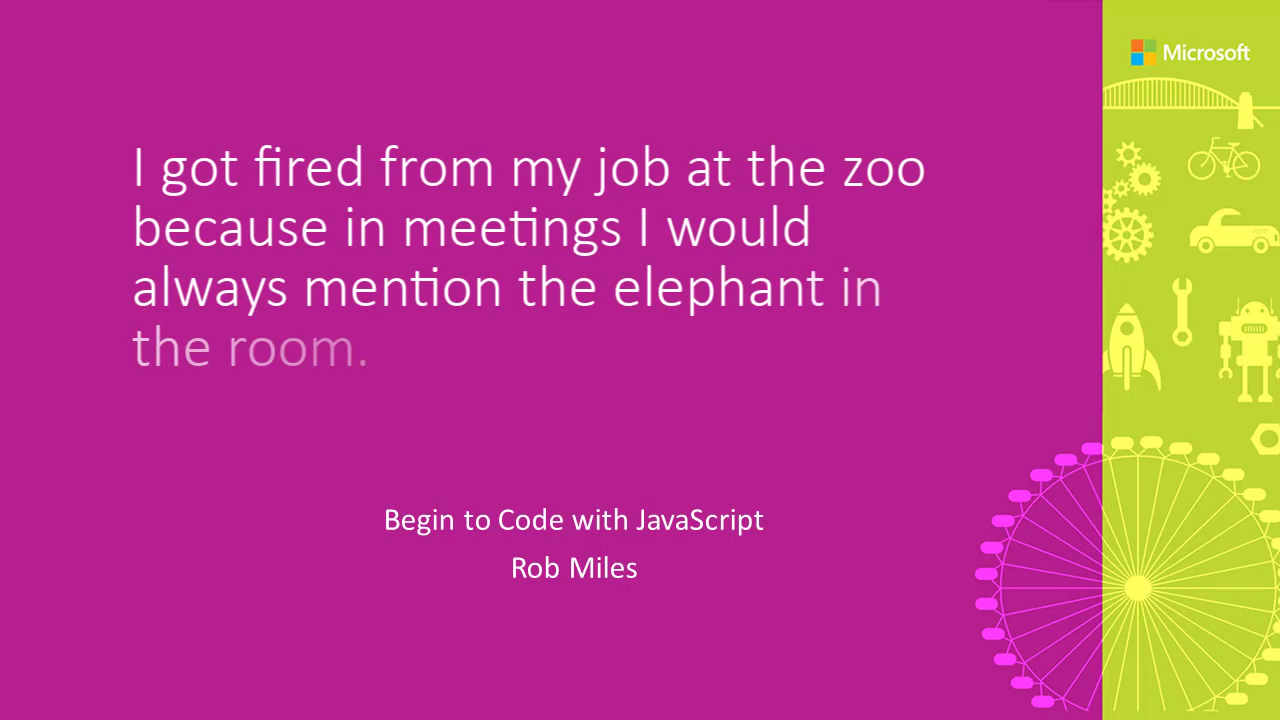 Microsoft
I got fired from my job at the zoo
because in meetings I would
always mention the elephant in
the room.
Begin to Code with JavaScript
Rob Miles